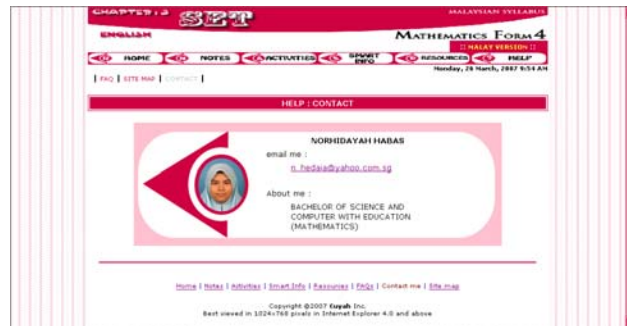 CHAPTER : 3 SET
MALAYSIAN SYLLABUS
ENGLISH
MATHEMATICS FORM 4
:: MALAY VERSION ::
HOME NOTES ACTIVITIES SMART INFO RESOURCES HELP
Monday, 26 March, 2007 9:54 AM
| FAQ | SITE MAP | CONTACT |
HELP : CONTACT
NORHIDAYAH HABAS
email me :
n_hedaia@yahoo.com.sg
About me :
BACHELOR OF SCIENCE AND
COMPUTER WITH EDUCATION
(MATHEMATICS)
Home | Notes | Activities | Smart Info | Resources | FAQs | Contact me | Site map
Copyright @2007 Euyah Inc.
Best viewed in 1024x768 pixels in Internet Explorer 4.0 and above